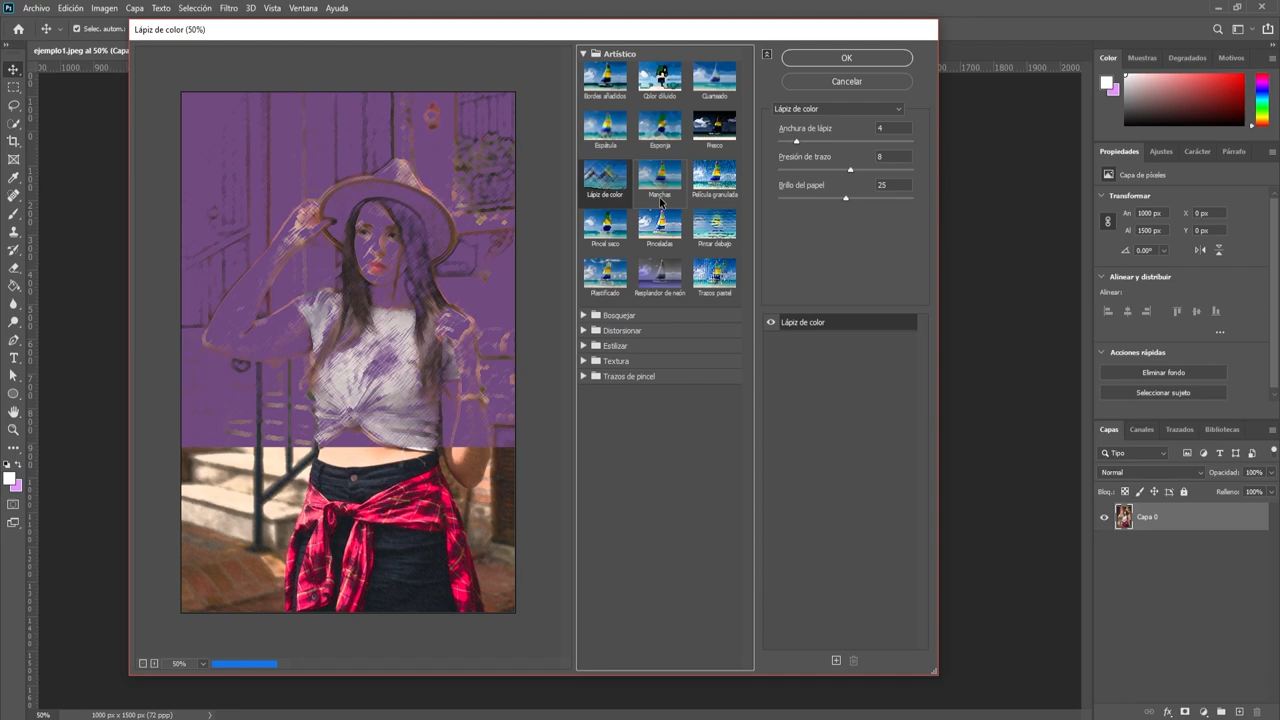 Archivo Edición Imagen Capa Texto Selección Filtro 3D Vista Ventana Ayuda
Selec. autom.:
ejemplo1.jpeg al 50% (Capa
Lápiz de color (50%)
Artístico
Bordes añadidos Color diluido Cuarteado
Espátula Esponja Fresco
Lápiz de color Manchas Película granulada
Pincel seco Pinceladas Pintar debajo
Plastificado Resplandor de neón Trazos pastel
Bosquejar
Distorsionar
Estilizar
Textura
Trazos de pincel
OK
Cancelar
Lápiz de color
Anchura de lápiz 4
Presión de trazo 8
Brillo del papel 25
Lápiz de color
50%
1000 900
1700 1800 1900 2000
Color Muestras Degradados Motivos
Propiedades Ajustes Carácter Párrafo
Capa de píxeles
Transformar
An 1000 px X 0 px
Al 1500 px Y 0 px
0.00°
Alinear y distribuir
Alinear:
Acciones rápidas
Eliminar fondo
Seleccionar sujeto
Capas Canales Trazados Bibliotecas
Tipo
Normal Opacidad: 100%
Bloq.: Relleno: 100%
Capa 0
50% 1000 px x 1500 px (72 ppp)